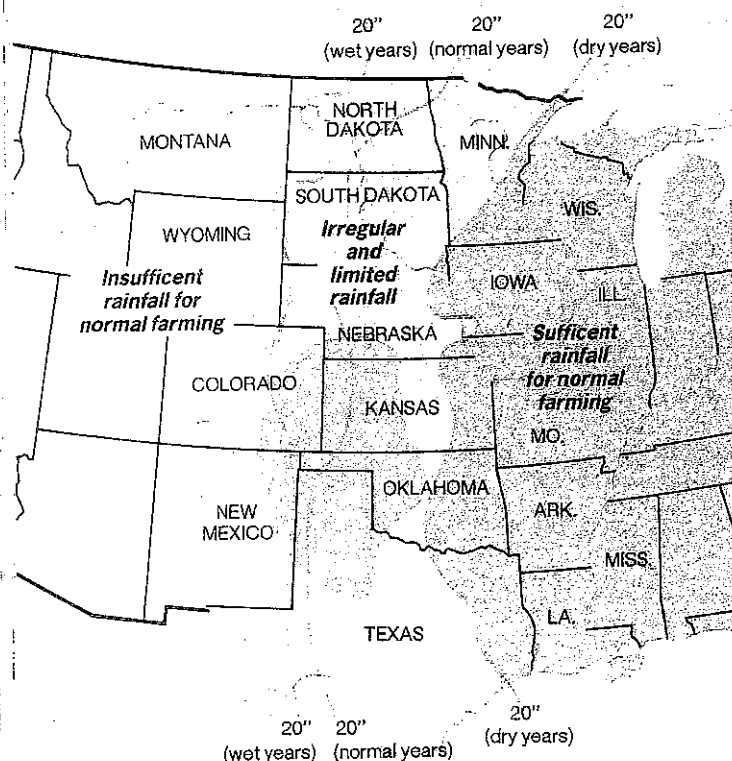 20" 20" 20"
(wet years) (normal years) (dry years)
NORTH
DAKOTA
MONTANA
MINN.
SOUTH DAKOTA
WIS.
WYOMING
Irregular
and
limited
rainfall
Insufficent
rainfall for
normal farming
IOWA
ILL.
NEBRASKA
Sufficent
rainfall
for normal
farming
COLORADO
KANSAS
MO.
OKLAHOMA
NEW
MEXICO
ARK.
MISS.
LA.
TEXAS
20" 20" 20"
(wet years) (normal years) (dry years)